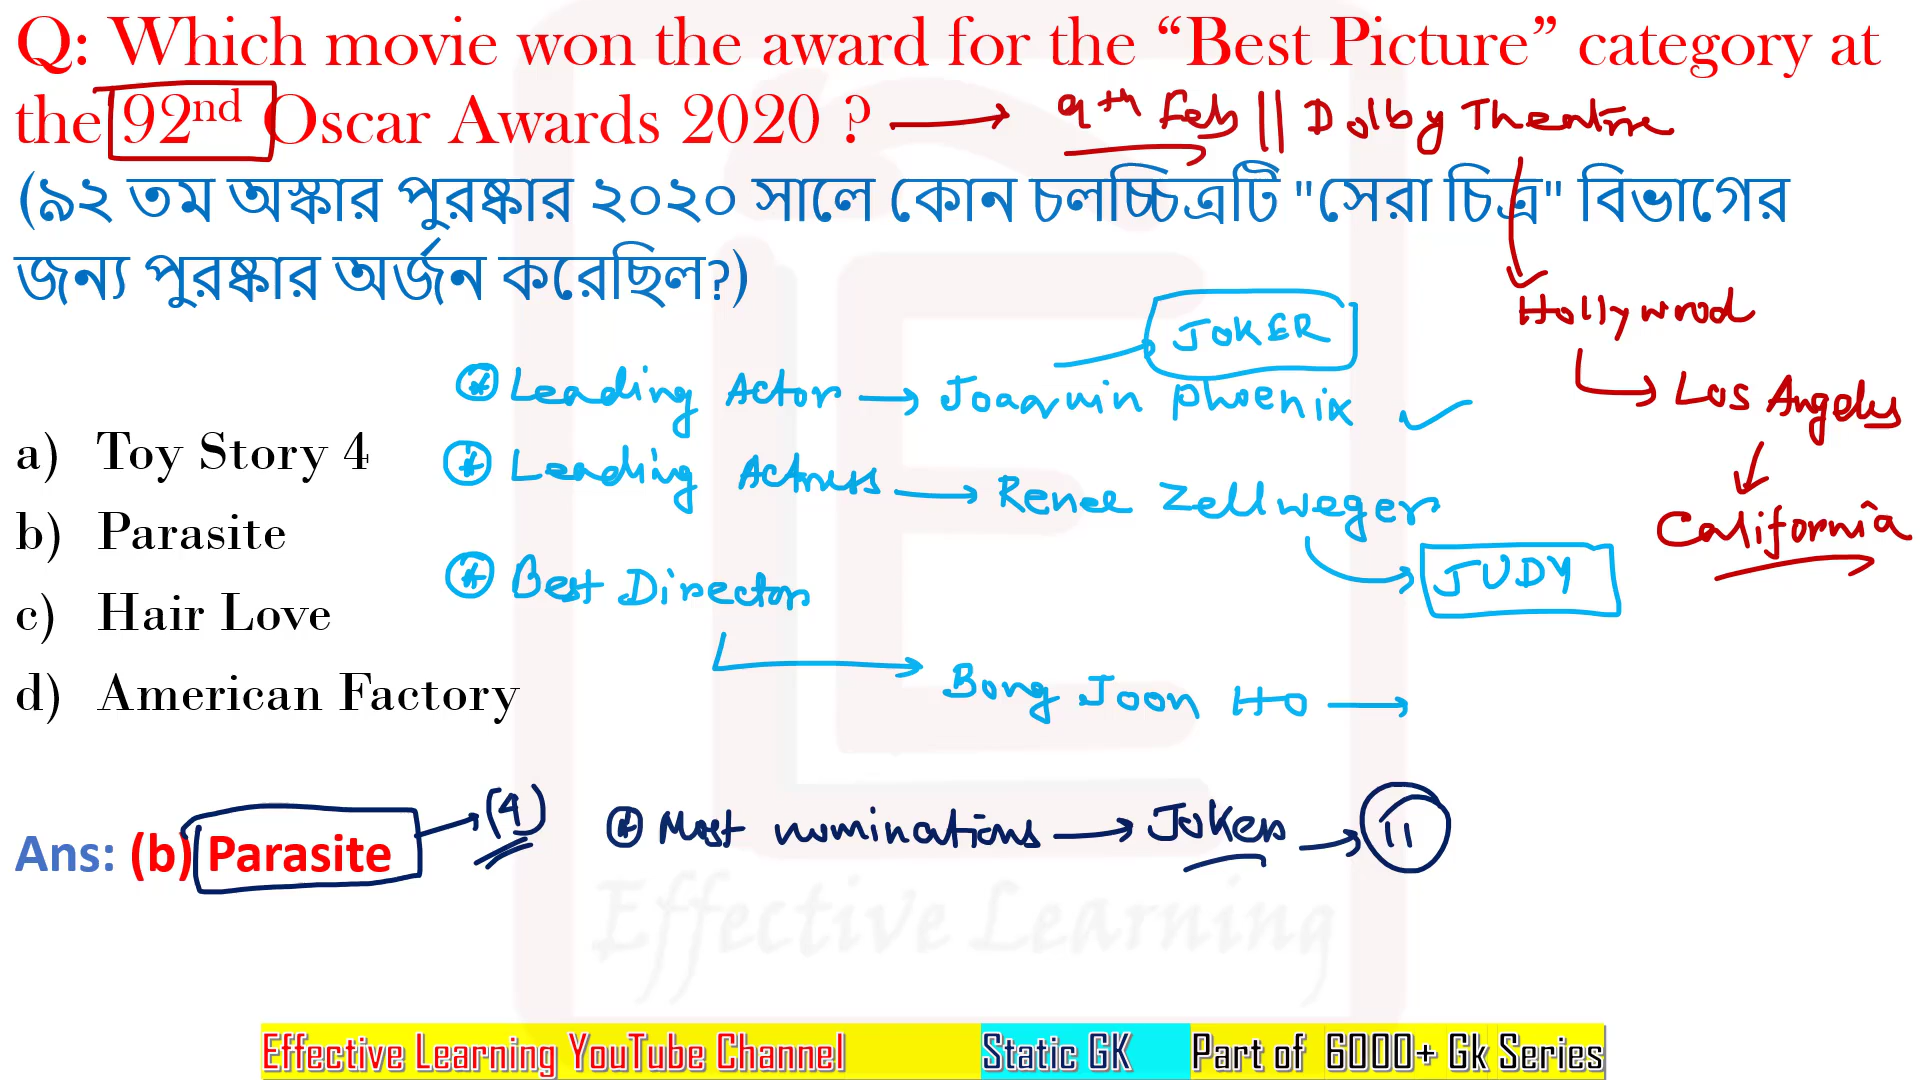 Q: Which movie won the award for the “Best Picture” category at
the 92nd Oscar Awards 2020 ? → 9th Feb || Dolby Theatre
(৯২ তম অস্কার পুরষ্কার ২০২০ সালে কোন চলচ্চিত্রটি "সেরা চিত্র" বিভাগের
জন্য পুরষ্কার অর্জন করেছিল?)
Hollywood
JOKER
Leading Actor → Joaquin Phoenix ✓
Los Angeles
a) Toy Story 4
Leading Actress → Renee Zellweger
California
b) Parasite
JUDY
Best Director
c) Hair Love
d) American Factory
Bong Joon Ho →
Ans: (b) Parasite → (4)
Most nominations → Joker → 11
Effective Learning
Effective Learning YouTube Channel Static GK Part of 6000+ Gk Series